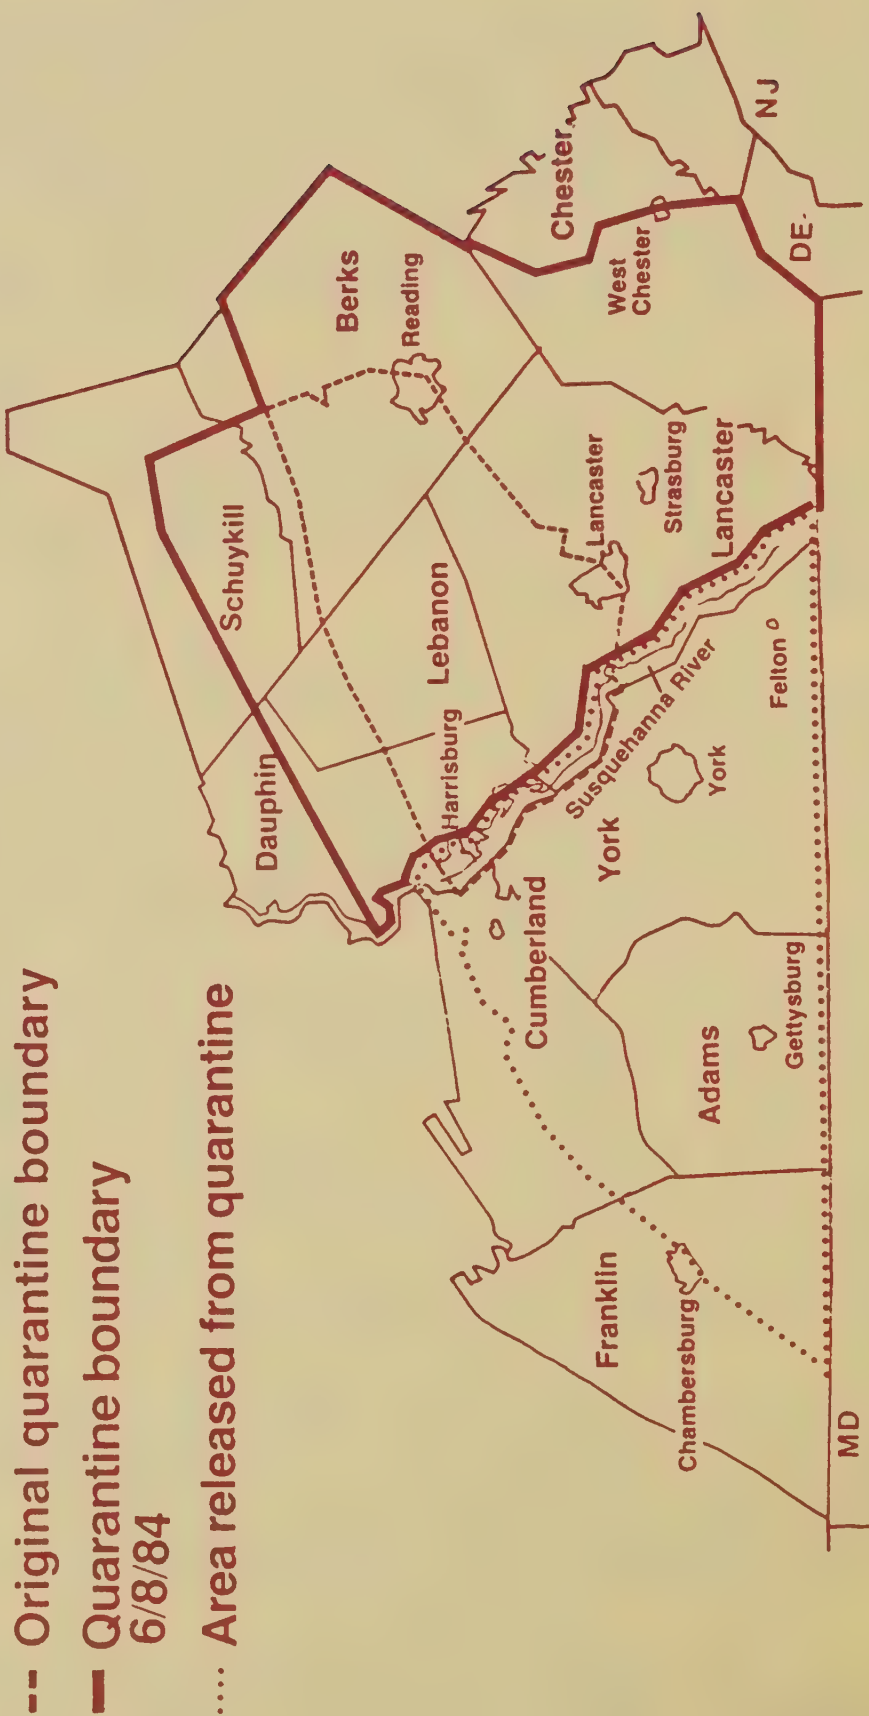 -- Original quarantine boundary
Quarantine boundary
6/8/84
.... Area released from quarantine
Dauphin
Schuykill
Berks
Reading
Harrisburg
Lebanon
Chester
West
Chester
Lancaster
Strasburg
Lancaster
Cumberland
Susquehanna River
York
York
Felton
Franklin
Chambersburg
Adams
Gettysburg
MD
DE.
NJ